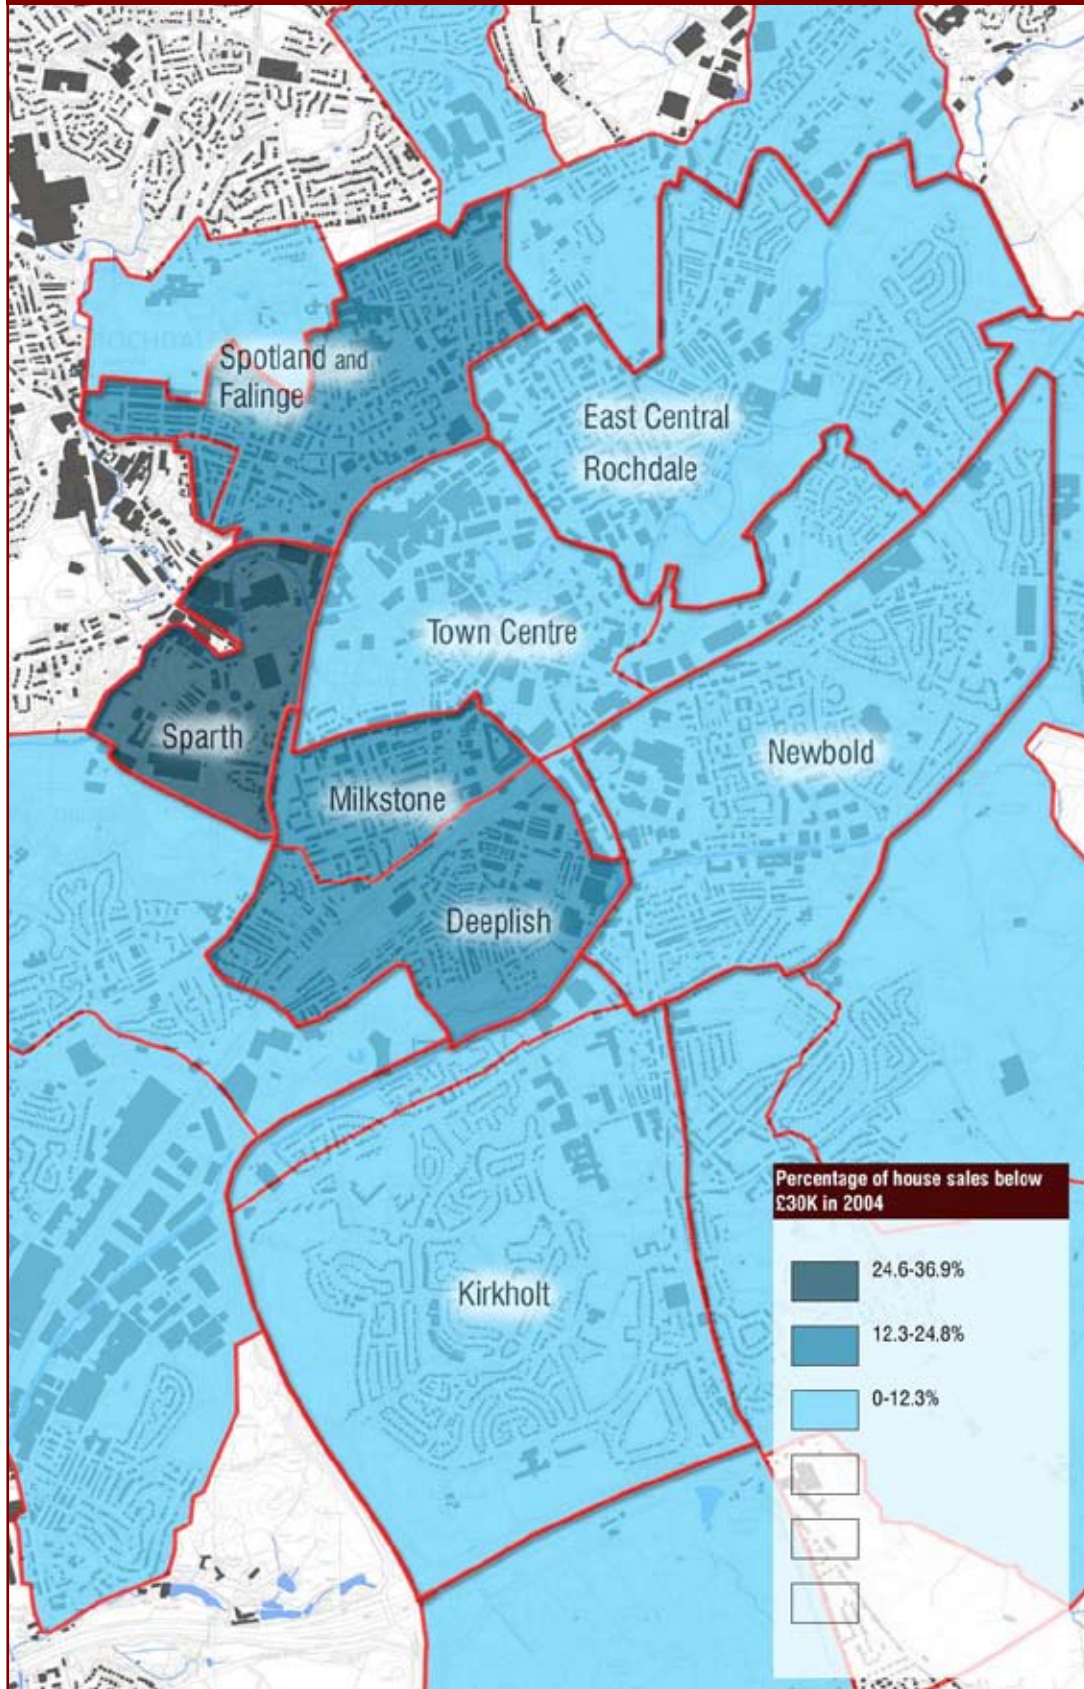 Spotland and
Falinge
East Central
Rochdale
Town Centre
Sparth
Newbold
Milkstone
Deeplish
Kirkholt
Percentage of house sales below
£30K in 2004
24.6-36.9%
12.3-24.8%
0-12.3%